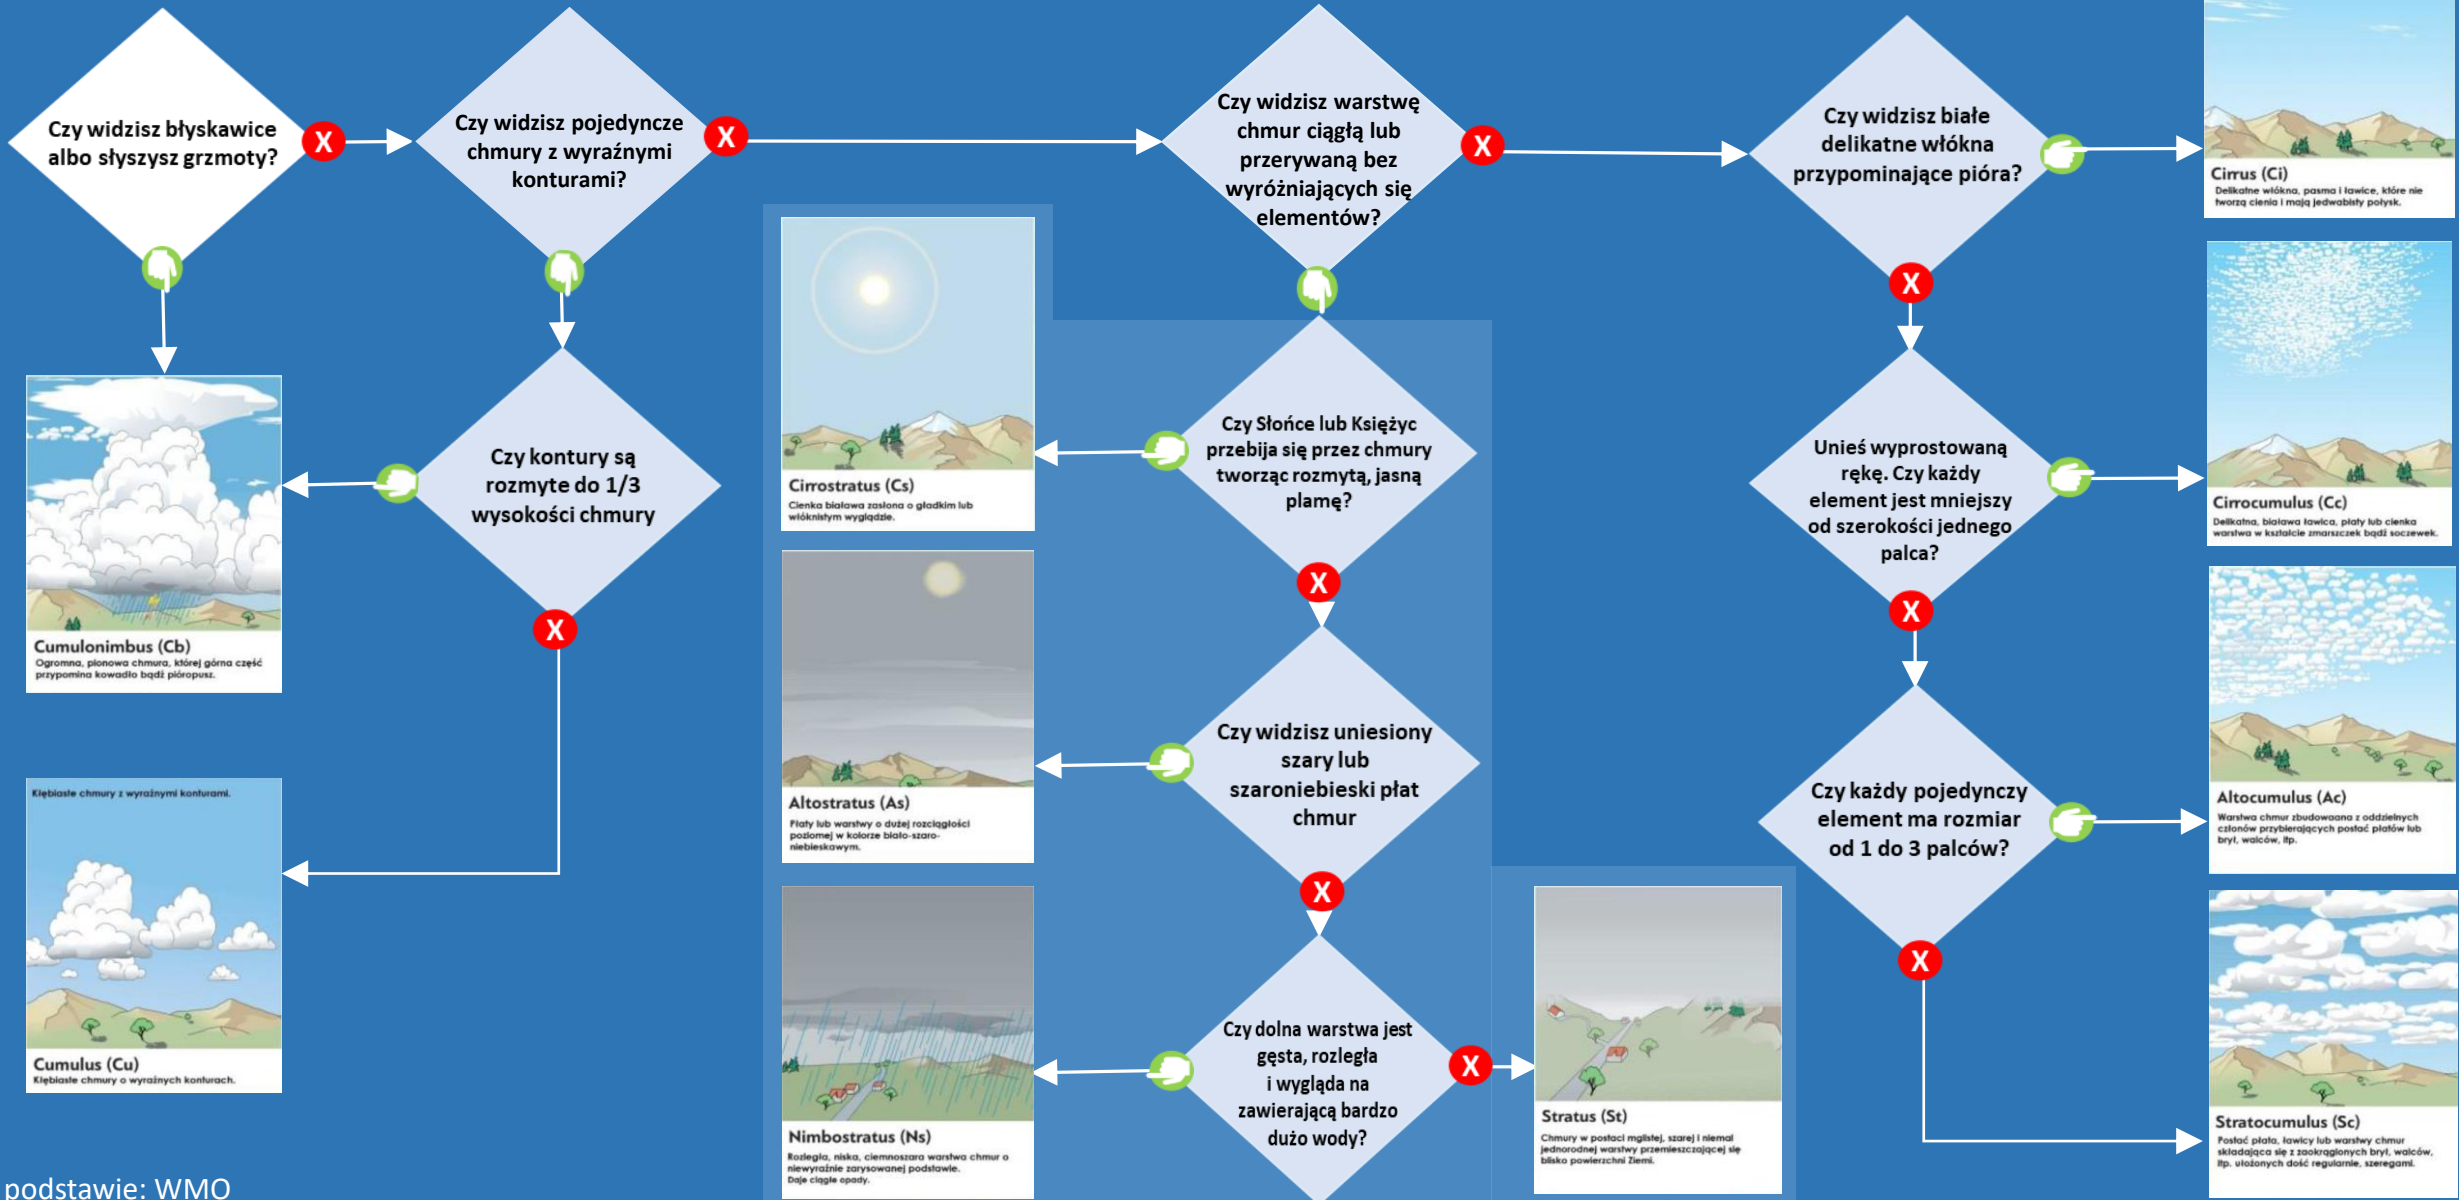 Czy widzisz błyskawice
albo słyszysz grzmoty?
X
Czy widzisz pojedyncze
chmury z wyraźnymi
konturami?
X
Czy widzisz warstwę
chmur ciągłą lub
przerywaną bez
wyróżniających się
elementów?
X
Czy widzisz białe
delikatne włókna
przypominające pióra?
X
Cirrus (Ci)
Delikatne włókna, pasma i ławice, które nie
tworzą cienia i mają jedwabisty połysk.
Czy kontury są
rozmyte do 1/3
wysokości chmury
X
Cumulonimbus (Cb)
Ogromna, pionowa chmura, której górna część
przypomina kowadło bądź pióropusz.
Kłębiaste chmury z wyraźnymi konturami.
Cumulus (Cu)
Kłębiaste chmury o wyraźnych konturach.
Cirrostratus (Cs)
Cienka biaława zasłona o gładkim lub
włóknistym wyglądzie.
Czy Słońce lub Księżyc
przebija się przez chmury
tworząc rozmytą, jasną
plamę?
X
Altostratus (As)
Płaty lub warstwy o dużej rozciągłości
poziomej w kolorze biało-szaro-
niebieskawym.
Czy widzisz uniesiony
szary lub
szaroniebieski płat
chmur
X
Nimbostratus (Ns)
Rozległa, niska, ciemnoszara warstwa chmur o
niewyraźnie zarysowanej podstawie.
Daje ciągłe opady.
Czy dolna warstwa jest
gęsta, rozległa
i wygląda na
zawierającą bardzo
dużo wody?
X
Stratus (St)
Chmury w postaci mglistej, szarej i niemal
jednorodnej warstwy przemieszczającej się
blisko powierzchni Ziemi.
Unieś wyprostowaną
rękę. Czy każdy
element jest mniejszy
od szerokości jednego
palca?
X
Cirrocumulus (Cc)
Delikatna, biaława ławica, płaty lub cienka
warstwa w kształcie zmarszczek bądź soczewek.
Czy każdy pojedynczy
element ma rozmiar
od 1 do 3 palców?
X
Altocumulus (Ac)
Warstwa chmur zbudowaana z oddzielnych
członów przybierających postać płatów lub
brył, walców, itp.
Stratocumulus (Sc)
Postać płata, ławicy lub warstwy chmur
składająca się z zaokrąglonych brył, walców,
itp. ułożonych dość regularnie, szeregami.
podstawie: WMO